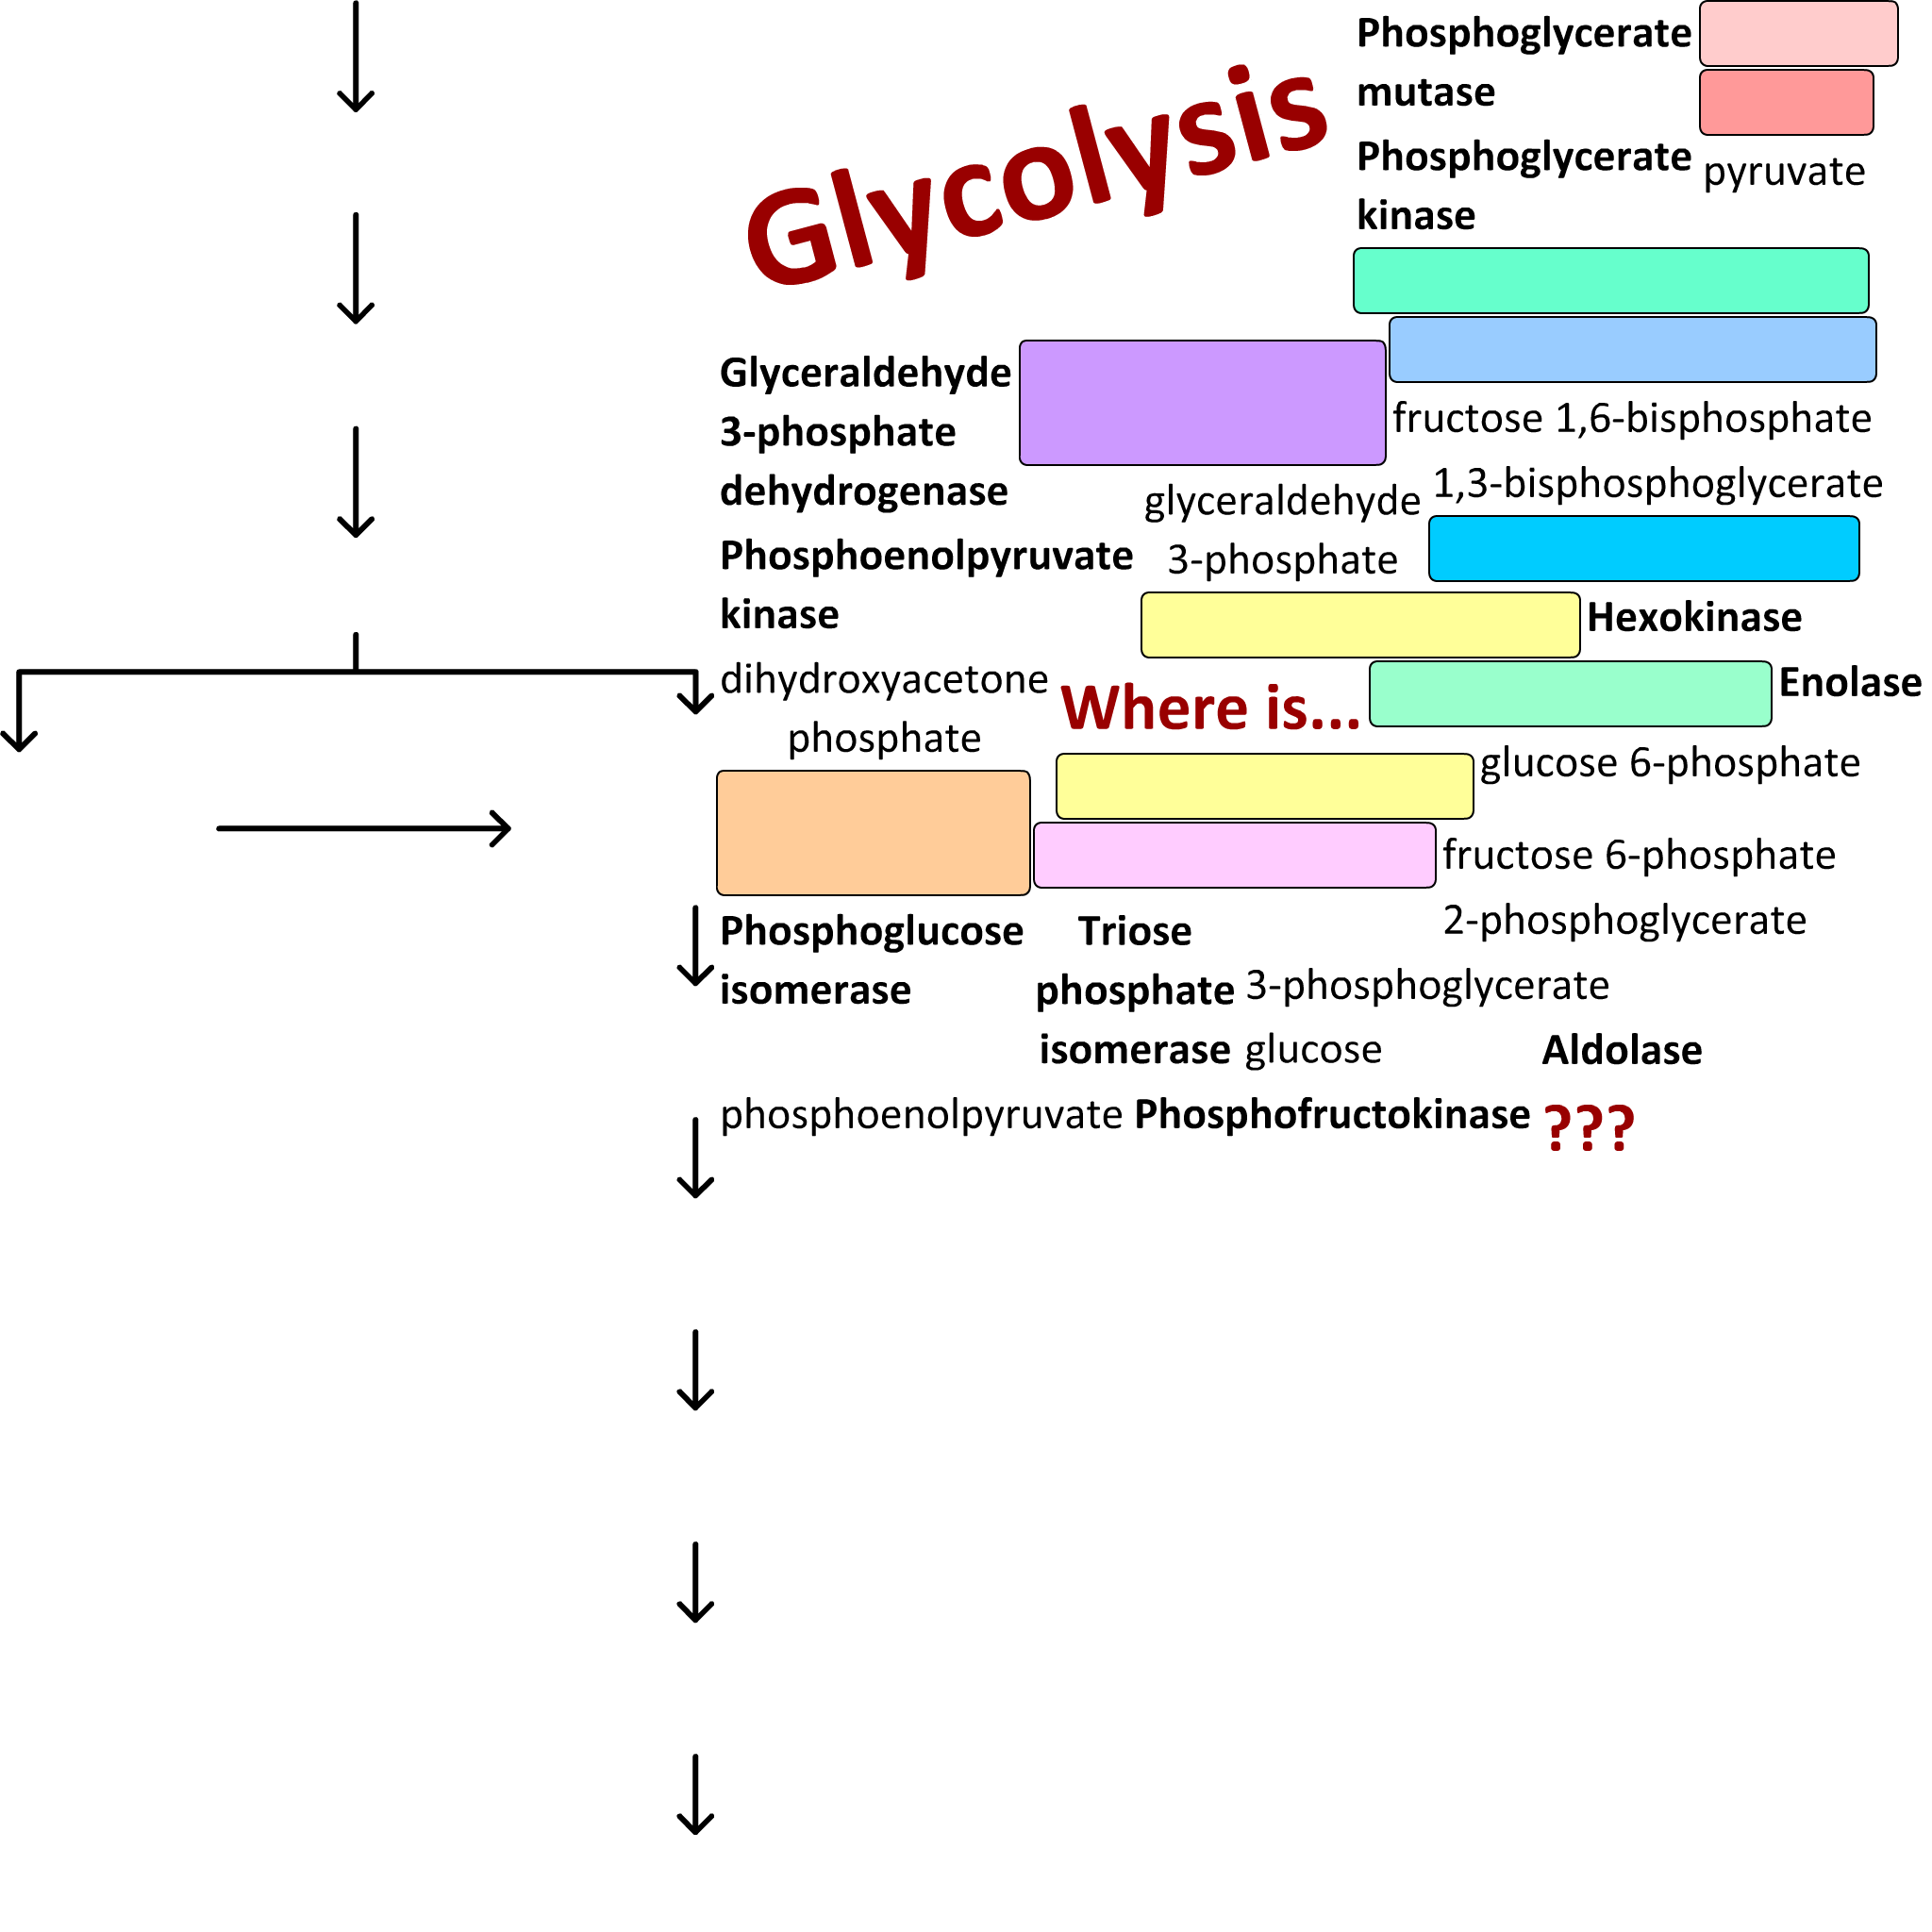 Phosphoglycerate
mutase
Glycolysis
Phosphoglycerate
kinase
pyruvate
Glyceraldehyde
3-phosphate
dehydrogenase
fructose 1,6-bisphosphate
1,3-bisphosphoglycerate
glyceraldehyde
3-phosphate
Phosphoenolpyruvate
kinase
Hexokinase
dihydroxyacetone
phosphate
Where is...
Enolase
glucose 6-phosphate
fructose 6-phosphate
2-phosphoglycerate
Phosphoglucose
isomerase
Triose
phosphate
isomerase
3-phosphoglycerate
glucose
Aldolase
phosphoenolpyruvate
Phosphofructokinase
???